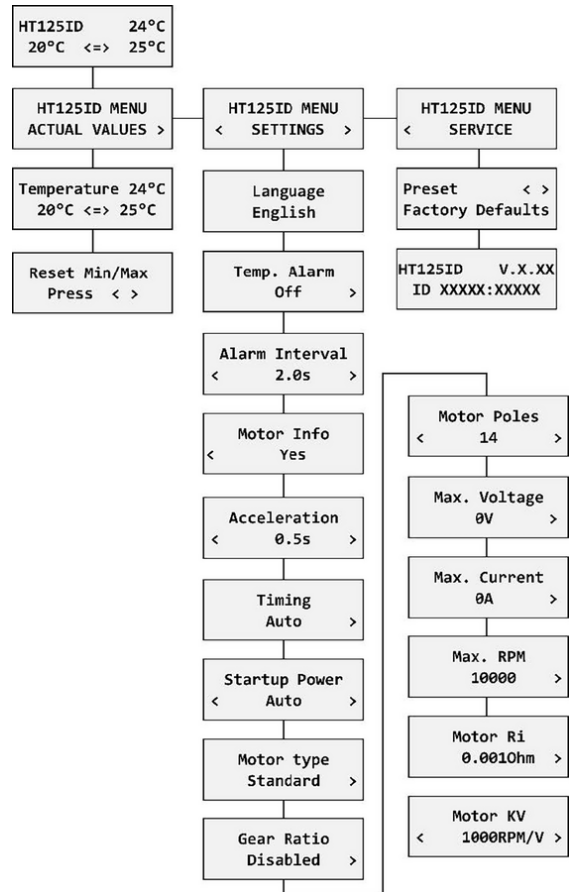 HT125ID 24°C
20°C <=> 25°C
HT125ID MENU
ACTUAL VALUES >
Temperature 24°C
20°C <=> 25°C
Reset Min/Max
Press < >
HT125ID MENU
< SETTINGS >
Language
English
Temp. Alarm
Off >
Alarm Interval
< 2.0s >
Motor Info
< Yes
Acceleration
< 0.5s >
Timing
Auto >
Startup Power
< Auto >
Motor type
Standard >
Gear Ratio
Disabled >
HT125ID MENU
< SERVICE
Preset < >
Factory Defaults
HT125ID V.X.XX
ID XXXXX:XXXXX
Motor Poles
< 14 >
Max. Voltage
0V >
Max. Current
0A >
Max. RPM
10000 >
Motor Ri
0.001Ohm >
Motor KV
< 1000RPM/V >